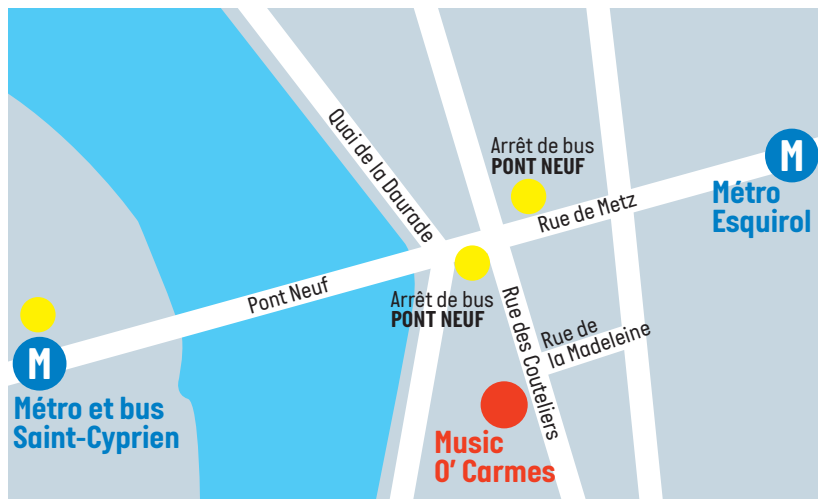 Quai de la Daurade
Arrêt de bus
PONT NEUF
M
Métro
Esquirol
Rue de Metz
Pont Neuf
Arrêt de bus
PONT NEUF
Rue des Couteliers
Rue de
la Madeleine
M
Métro et bus
Saint-Cyprien
Music
O' Carmes